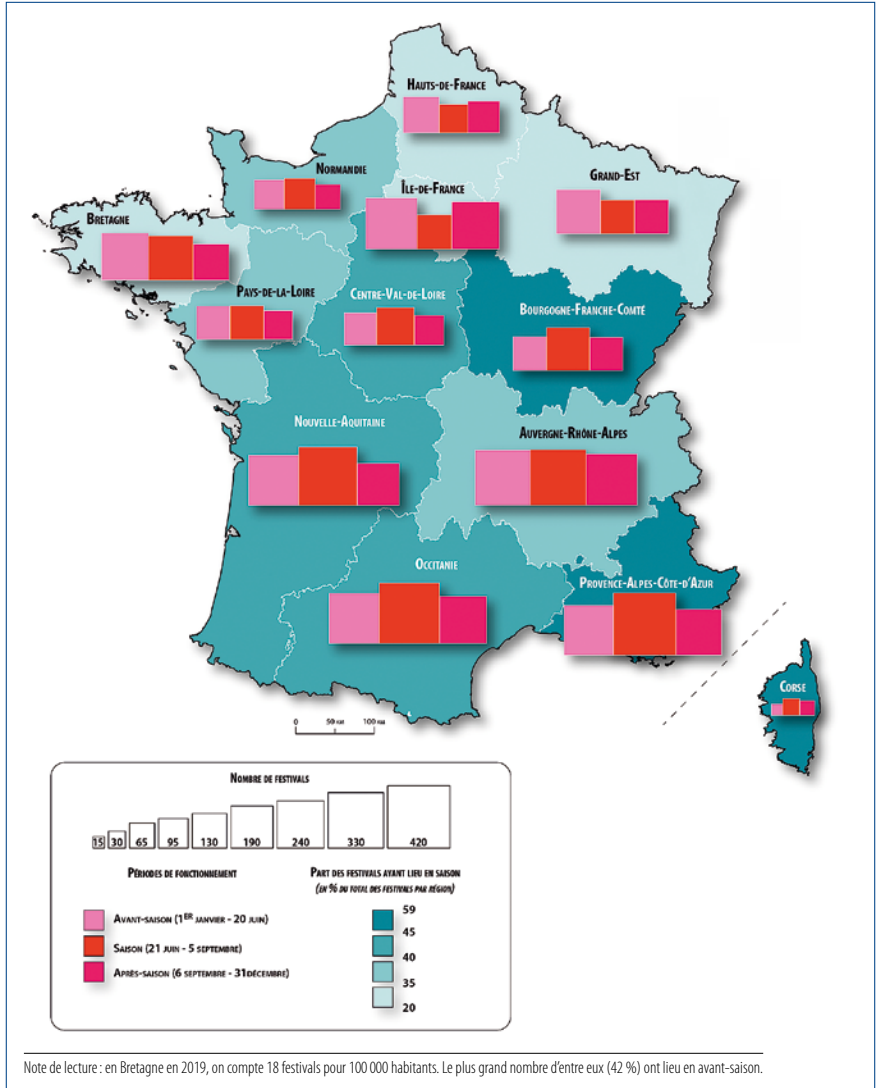 Hauts-de-France
Normandie
Île-de-France
Grand-Est
Bretagne
Pays-de-la-Loire
Centre-Val-de-Loire
Bourgogne-Franche-Comté
Nouvelle-Aquitaine
Auvergne-Rhône-Alpes
Occitanie
Provence-Alpes-Côte-d'Azur
Corse
0 50 km 100 km
Nombre de festivals
15 30 65 95 130 190 240 330 420
Périodes de fonctionnement
Avant-saison (1er janvier - 20 juin)
Saison (21 juin - 5 septembre)
Après-saison (6 septembre - 31décembre)
Part des festivals ayant lieu en saison
(en % du total des festivals par région)
59
45
40
35
20
Note de lecture : en Bretagne en 2019, on compte 18 festivals pour 100 000 habitants. Le plus grand nombre d'entre eux (42 %) ont lieu en avant-saison.